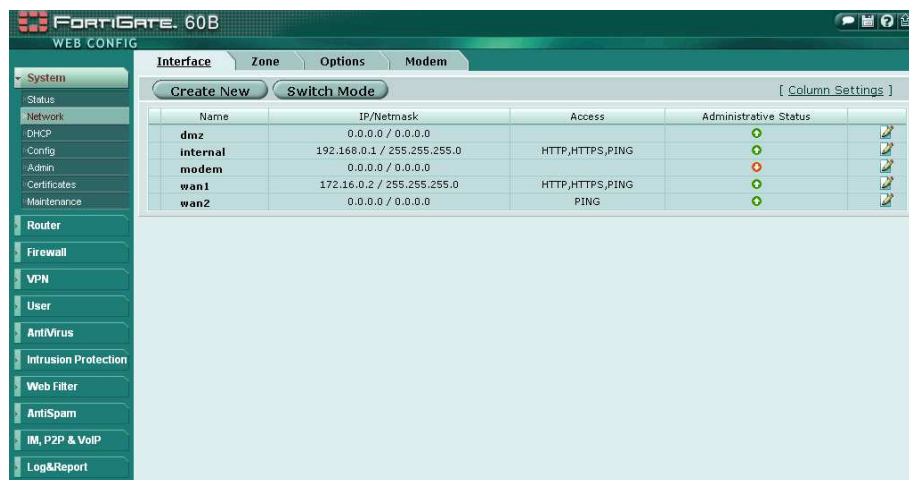 FORTIGATE. 60B
WEB CONFIG
Interface Zone Options Modem
System
Status
Network
DHCP
Config
Admin
Certificates
Maintenance
Router
Firewall
VPN
User
AntiVirus
Intrusion Protection
Web Filter
AntiSpam
IM, P2P & VoIP
Log&Report
Create New Switch Mode [ Column Settings ]
Name IP/Netmask Access Administrative Status
dmz 0.0.0.0 / 0.0.0.0
internal 192.168.0.1 / 255.255.255.0 HTTP,HTTPS,PING
modem 0.0.0.0 / 0.0.0.0
wan1 172.16.0.2 / 255.255.255.0 HTTP,HTTPS,PING
wan2 0.0.0.0 / 0.0.0.0 PING